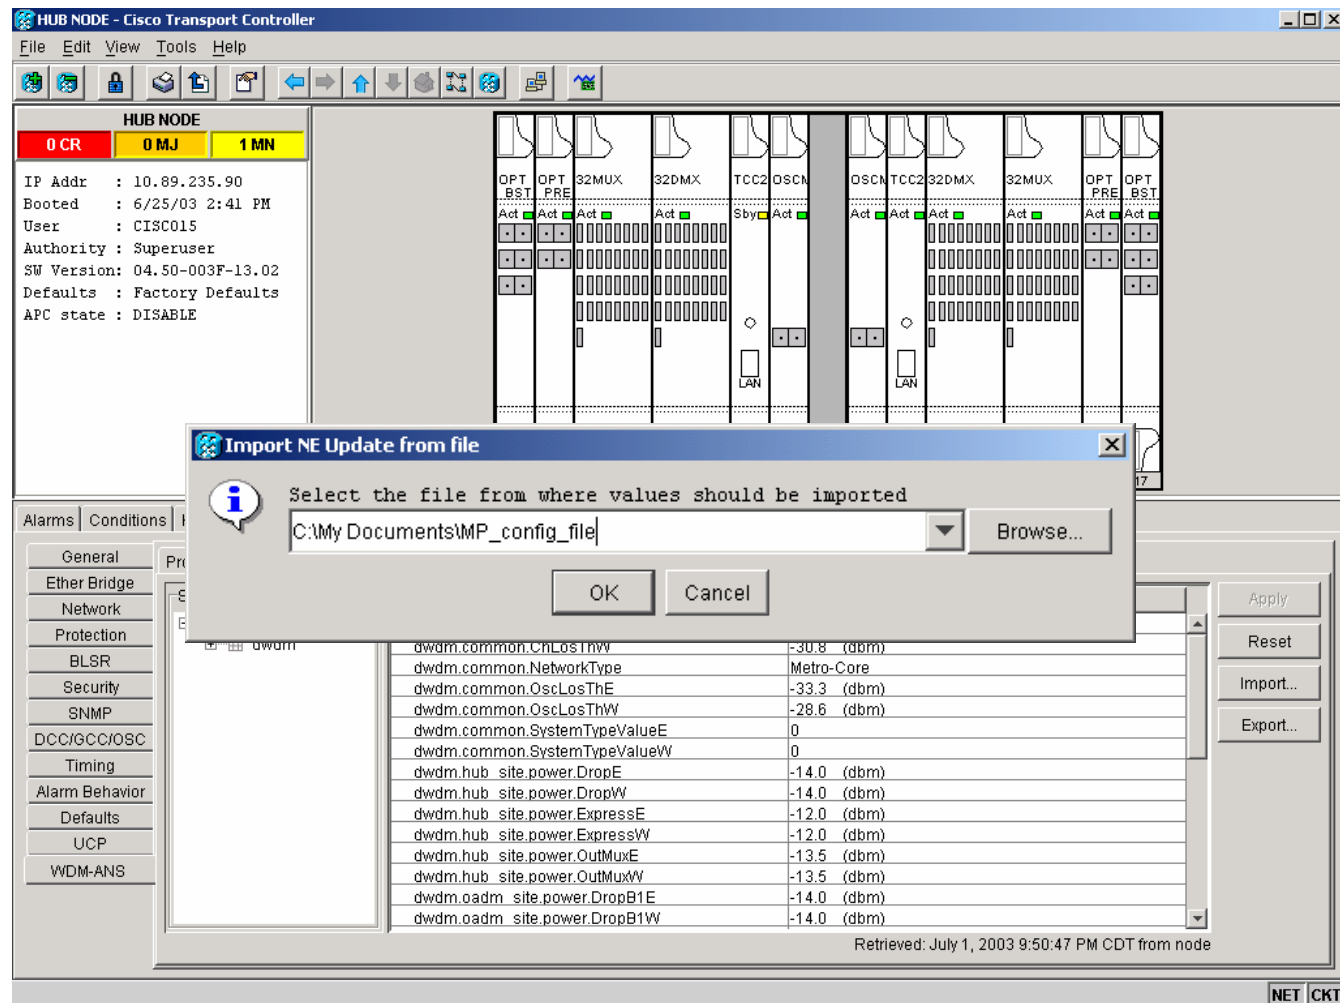 HUB NODE - Cisco Transport Controller
File Edit View Tools Help
HUB NODE
0 CR 0 MJ 1 MN
IP Addr : 10.89.235.90
Booted : 6/25/03 2:41 PM
User : CISCO15
Authority : Superuser
SW Version: 04.50-003F-13.02
Defaults : Factory Defaults
APC state : DISABLE
OPT BST OPT PRE 32MUX 32DMX TCC2 OSCM OSCM TCC2 32DMX 32MUX OPT PRE OPT BST
Act Act Act Act Sby Act Act Act Act Act Act Act
LAN LAN
17
Import NE Update from file
Select the file from where values should be imported
C:\My Documents\MP_config_file
Browse...
OK Cancel
Alarms Conditions
General
Ether Bridge
Network
Protection
BLSR
Security
SNMP
DCC/GCC/OSC
Timing
Alarm Behavior
Defaults
UCP
WDM-ANS
dwdm
dwdm.common.ChLosThW -30.8 (dbm)
dwdm.common.NetworkType Metro-Core
dwdm.common.OscLosThE -33.3 (dbm)
dwdm.common.OscLosThW -28.6 (dbm)
dwdm.common.SystemTypeValueE 0
dwdm.common.SystemTypeValueW 0
dwdm.hub_site.power.DropE -14.0 (dbm)
dwdm.hub_site.power.DropW -14.0 (dbm)
dwdm.hub_site.power.ExpressE -12.0 (dbm)
dwdm.hub_site.power.ExpressW -12.0 (dbm)
dwdm.hub_site.power.OutMuxE -13.5 (dbm)
dwdm.hub_site.power.OutMuxW -13.5 (dbm)
dwdm.oadm_site.power.DropB1E -14.0 (dbm)
dwdm.oadm_site.power.DropB1W -14.0 (dbm)
Apply
Reset
Import...
Export...
Retrieved: July 1, 2003 9:50:47 PM CDT from node
NET CKT